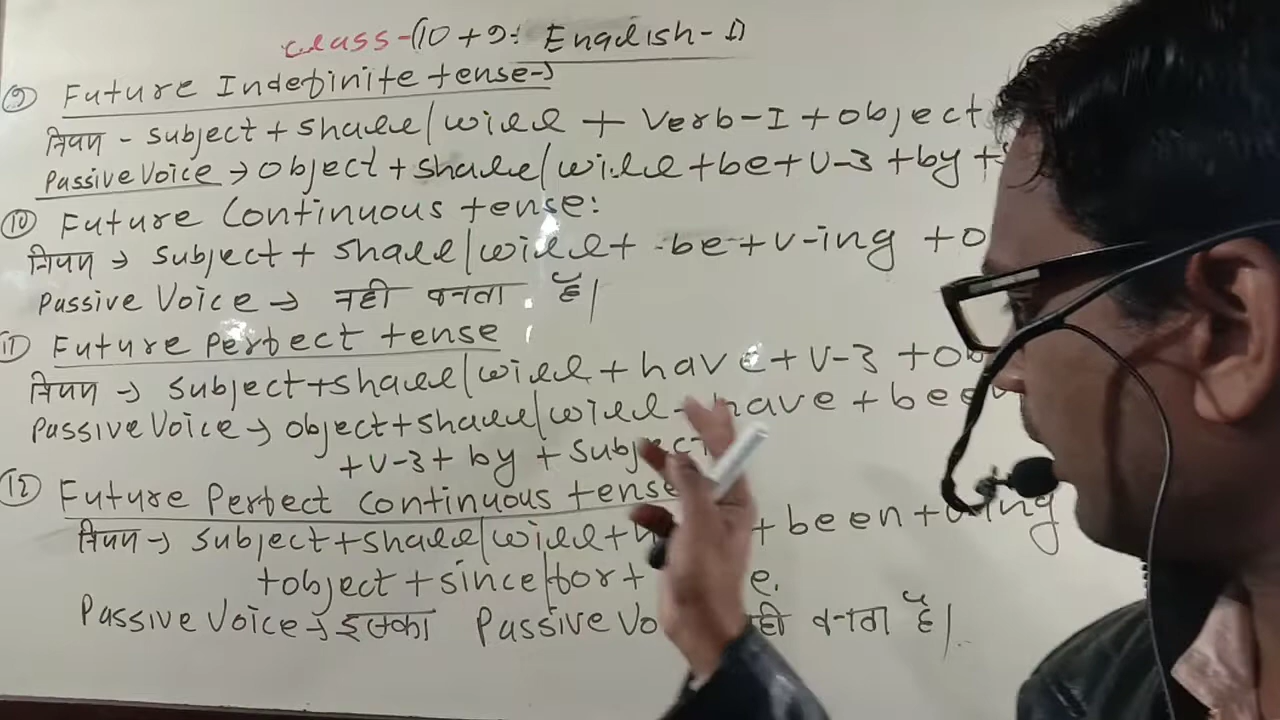 Class-(10+9: English-I)
⑨ Future Indefinite tense→
नियम - subject + shall/will + Verb-I + object
Passive Voice → object + shall/will + be + v-3 + by +
⑩ Future Continuous tense:
नियम → subject + shall/will + be + v-ing + o
Passive Voice → नही बनता है।
⑪ Future Perfect tense
नियम → subject + shall/will + have + v-3 + ob
Passive Voice → object + shall/will + have + been
+ v-3 + by + subject
⑫ Future Perfect Continuous tense
नियम → subject + shall/will + + been + v-ing
+ object + since/for +
Passive Voice → इसका Passive Vo नही बनता है।